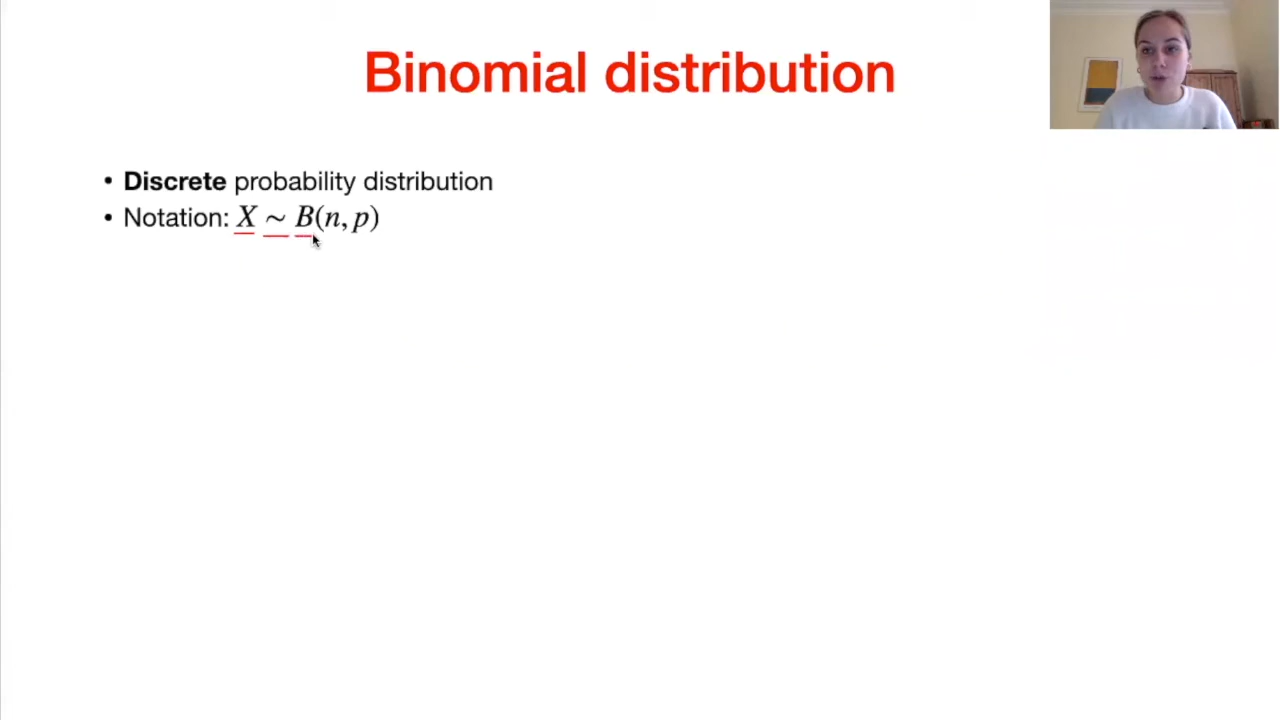 Binomial distribution
• Discrete probability distribution
• Notation: X ∼ B(n, p)